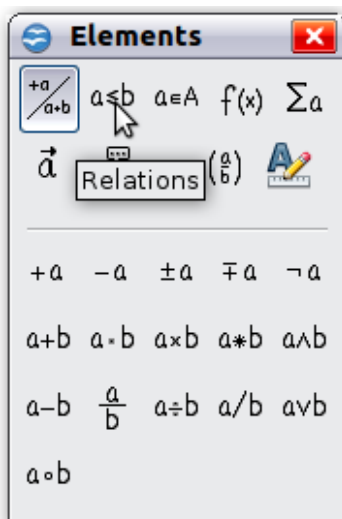 Elements
+a/a+b a≤b a∈A f(x) Σa
a⃗ Relations (a b)
+a −a ±a ∓a ¬a
a+b a·b a×b a∗b a∧b
a−b a/b a÷b a/b a∨b
a∘b